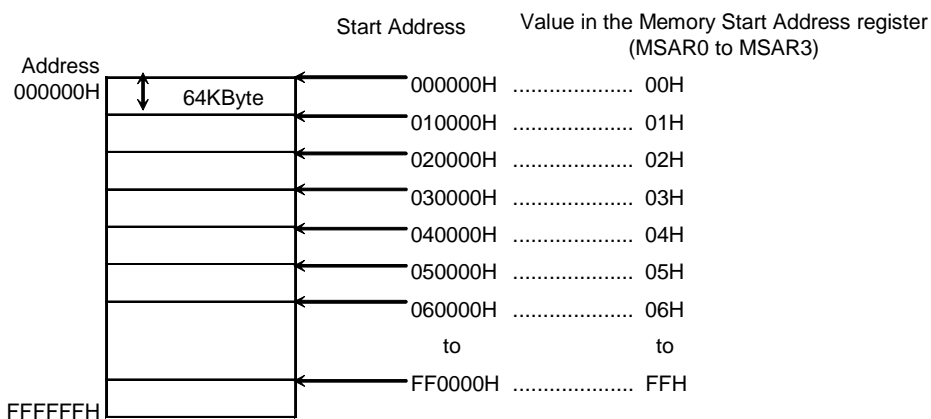 Start Address Value in the Memory Start Address register
(MSAR0 to MSAR3)
Address
000000H
64KByte
000000H .................... 00H
010000H .................... 01H
020000H .................... 02H
030000H .................... 03H
040000H .................... 04H
050000H .................... 05H
060000H .................... 06H
to to
FF0000H .................... FFH
FFFFFFH